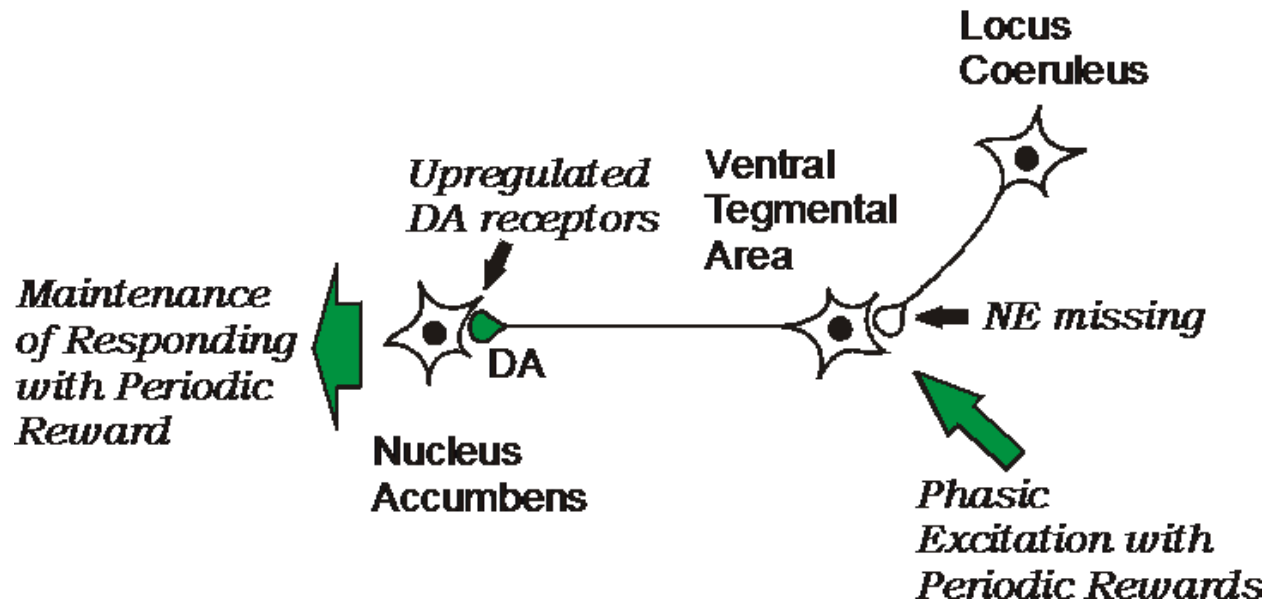 Locus
Coeruleus
Upregulated
DA receptors
Ventral
Tegmental
Area
Maintenance
of Responding
with Periodic
Reward
DA
NE missing
Nucleus
Accumbens
Phasic
Excitation with
Periodic Rewards